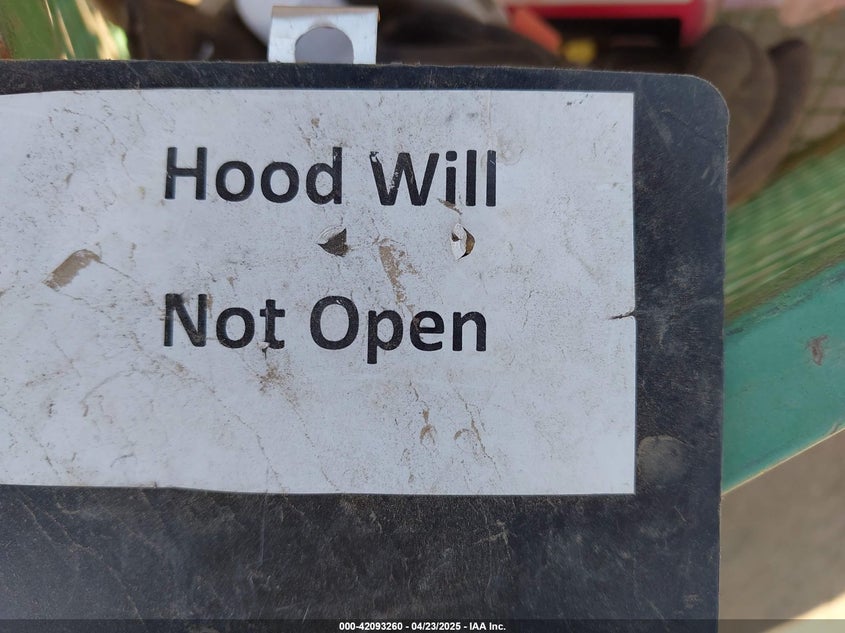 Hood Will
Not Open
000-42093260 - 04/23/2025 - IAA Inc.